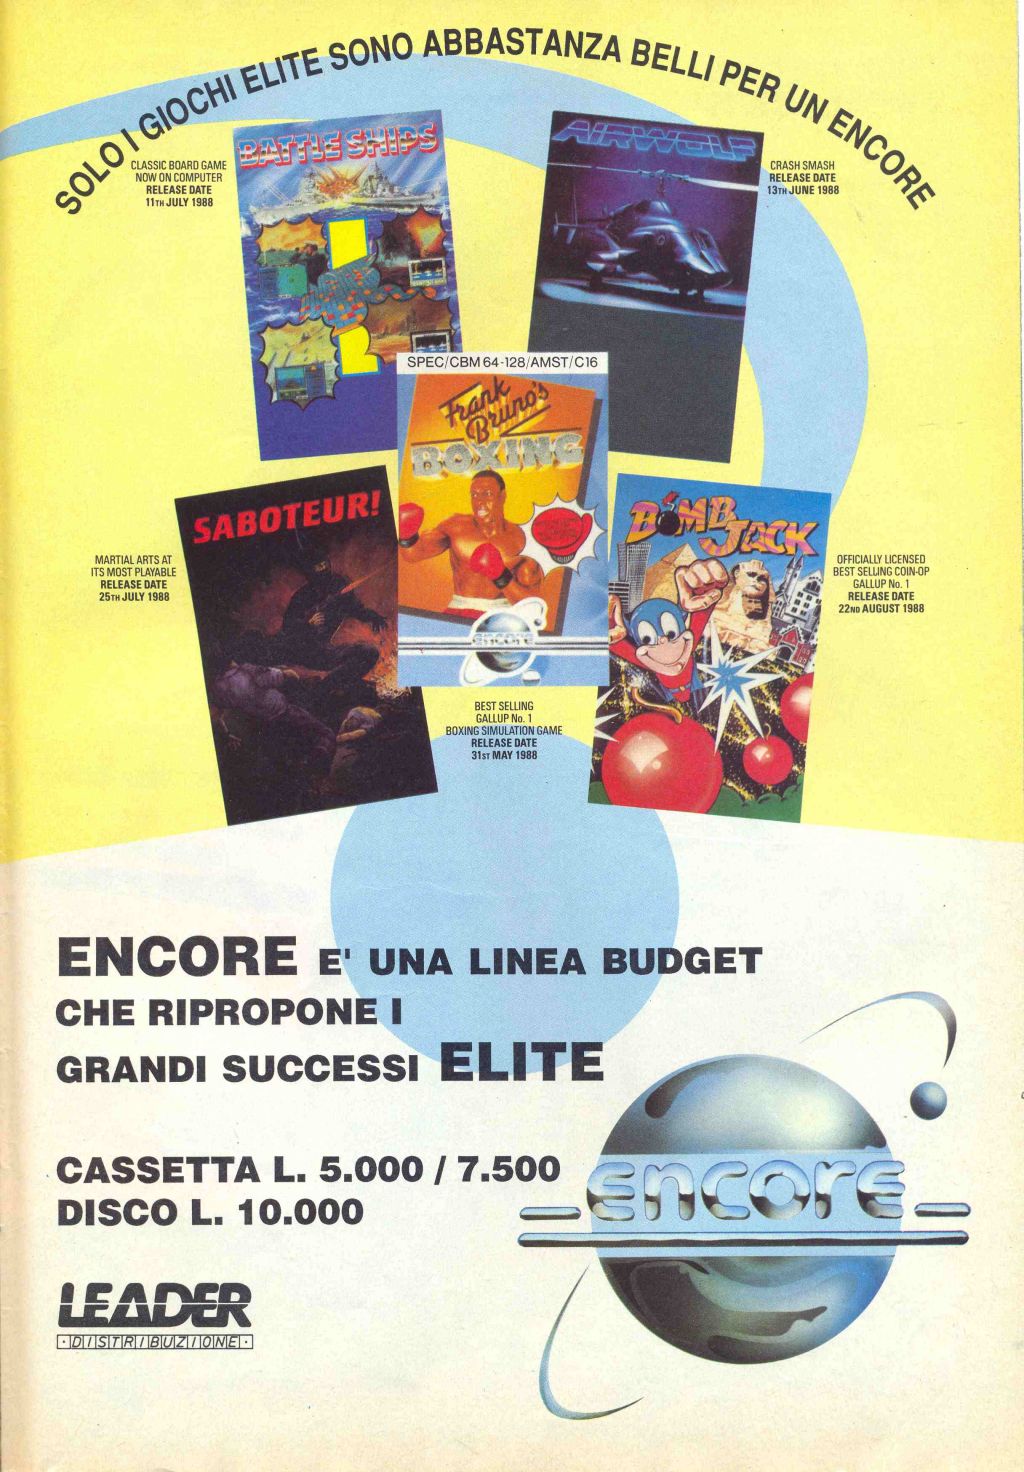 SOLO I GIOCHI ELITE SONO ABBASTANZA BELLI PER UN ENCORE
BATTLE SHIPS
CLASSIC BOARD GAME
NOW ON COMPUTER
RELEASE DATE
11TH JULY 1988
AIRWOLF
CRASH SMASH
RELEASE DATE
13TH JUNE 1988
SPEC/CBM 64-128/AMST/C16
Frank
Bruno's
BOXING
encore
SABOTEUR!
MARTIAL ARTS AT
ITS MOST PLAYABLE
RELEASE DATE
25TH JULY 1988
BOMB
JACK
OFFICIALLY LICENSED
BEST SELLING COIN-OP
GALLUP No. 1
RELEASE DATE
22ND AUGUST 1988
BEST SELLING
GALLUP No. 1
BOXING SIMULATION GAME
RELEASE DATE
31ST MAY 1988
ENCORE E' UNA LINEA BUDGET
CHE RIPROPONE I
GRANDI SUCCESSI ELITE
CASSETTA L. 5.000 / 7.500
DISCO L. 10.000
encore
LEADER
·DISTRIBUZIONE·